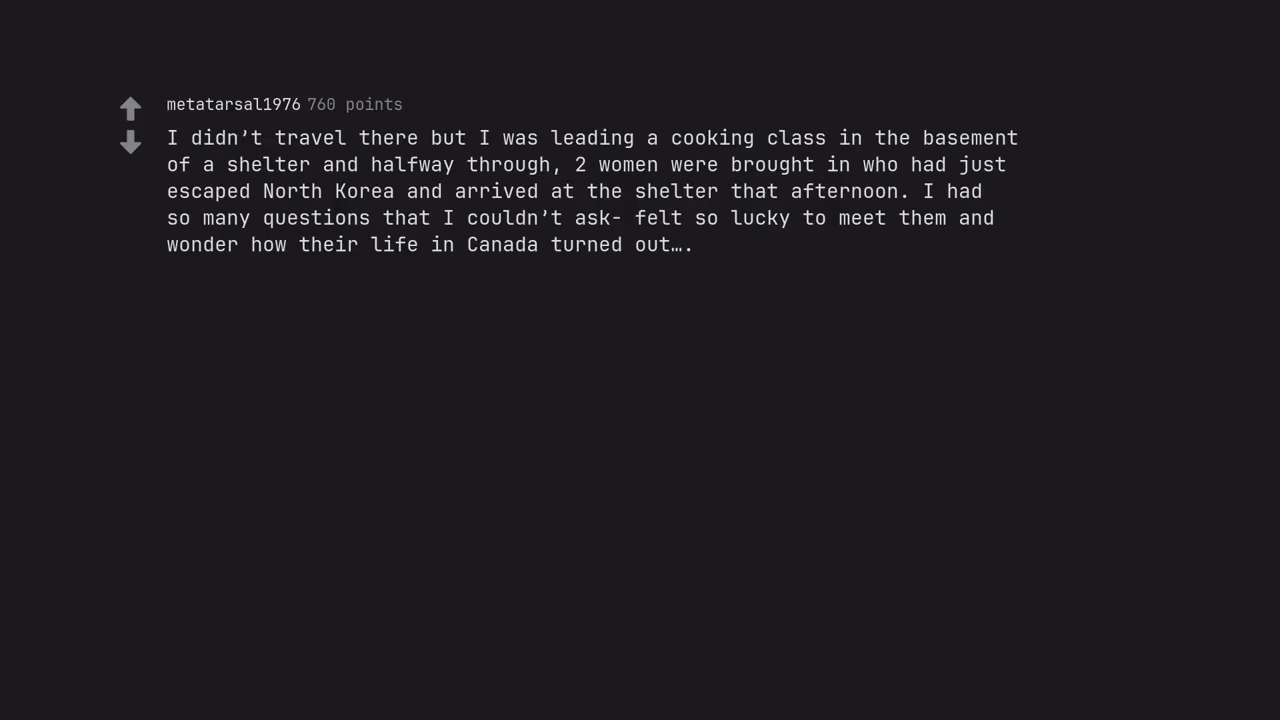 metatarsal1976 760 points
I didn’t travel there but I was leading a cooking class in the basement
of a shelter and halfway through, 2 women were brought in who had just
escaped North Korea and arrived at the shelter that afternoon. I had
so many questions that I couldn’t ask- felt so lucky to meet them and
wonder how their life in Canada turned out….